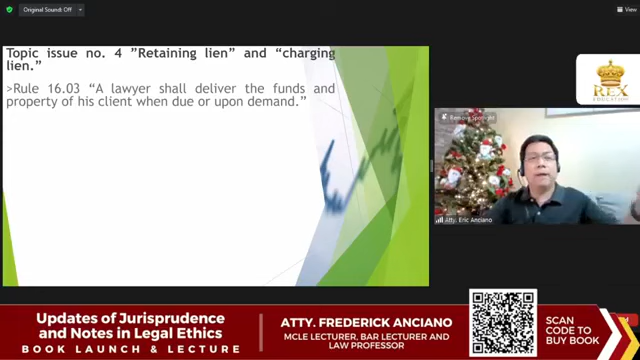 Original Sound: Off
View
Topic issue no. 4 ”Retaining lien” and “charging
lien.”
>Rule 16.03 “A lawyer shall deliver the funds and
property of his client when due or upon demand.”
REX
EDUCATION
Remove Spotlight
Atty. Eric Anciano
Updates of Jurisprudence
and Notes in Legal Ethics
BOOK LAUNCH & LECTURE
ATTY. FREDERICK ANCIANO
MCLE LECTURER, BAR LECTURER AND
LAW PROFESSOR
SCAN
CODE TO
BUY BOOK